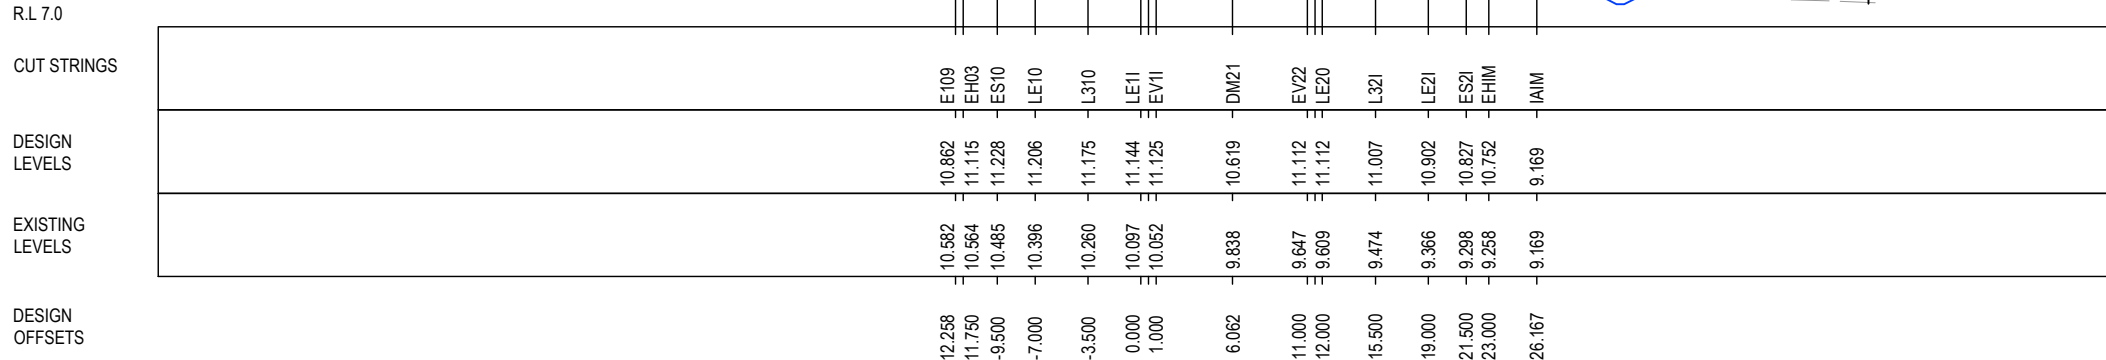 R.L 7.0
CUT STRINGS
E109 EH03 ES10 LE10 L310 LE1I EV1I DM21 EV22 LE20 L32I LE2I ES2I EHIM IAIM
DESIGN
LEVELS
10.862 11.115 11.228 11.206 11.175 11.144 11.125 10.619 11.112 11.112 11.007 10.902 10.827 10.752 9.169
EXISTING
LEVELS
10.582 10.564 10.485 10.396 10.260 10.097 10.052 9.838 9.647 9.609 9.474 9.366 9.298 9.258 9.169
DESIGN
OFFSETS
12.258 11.750 -9.500 -7.000 -3.500 0.000 1.000 6.062 11.000 12.000 15.500 19.000 21.500 23.000 26.167